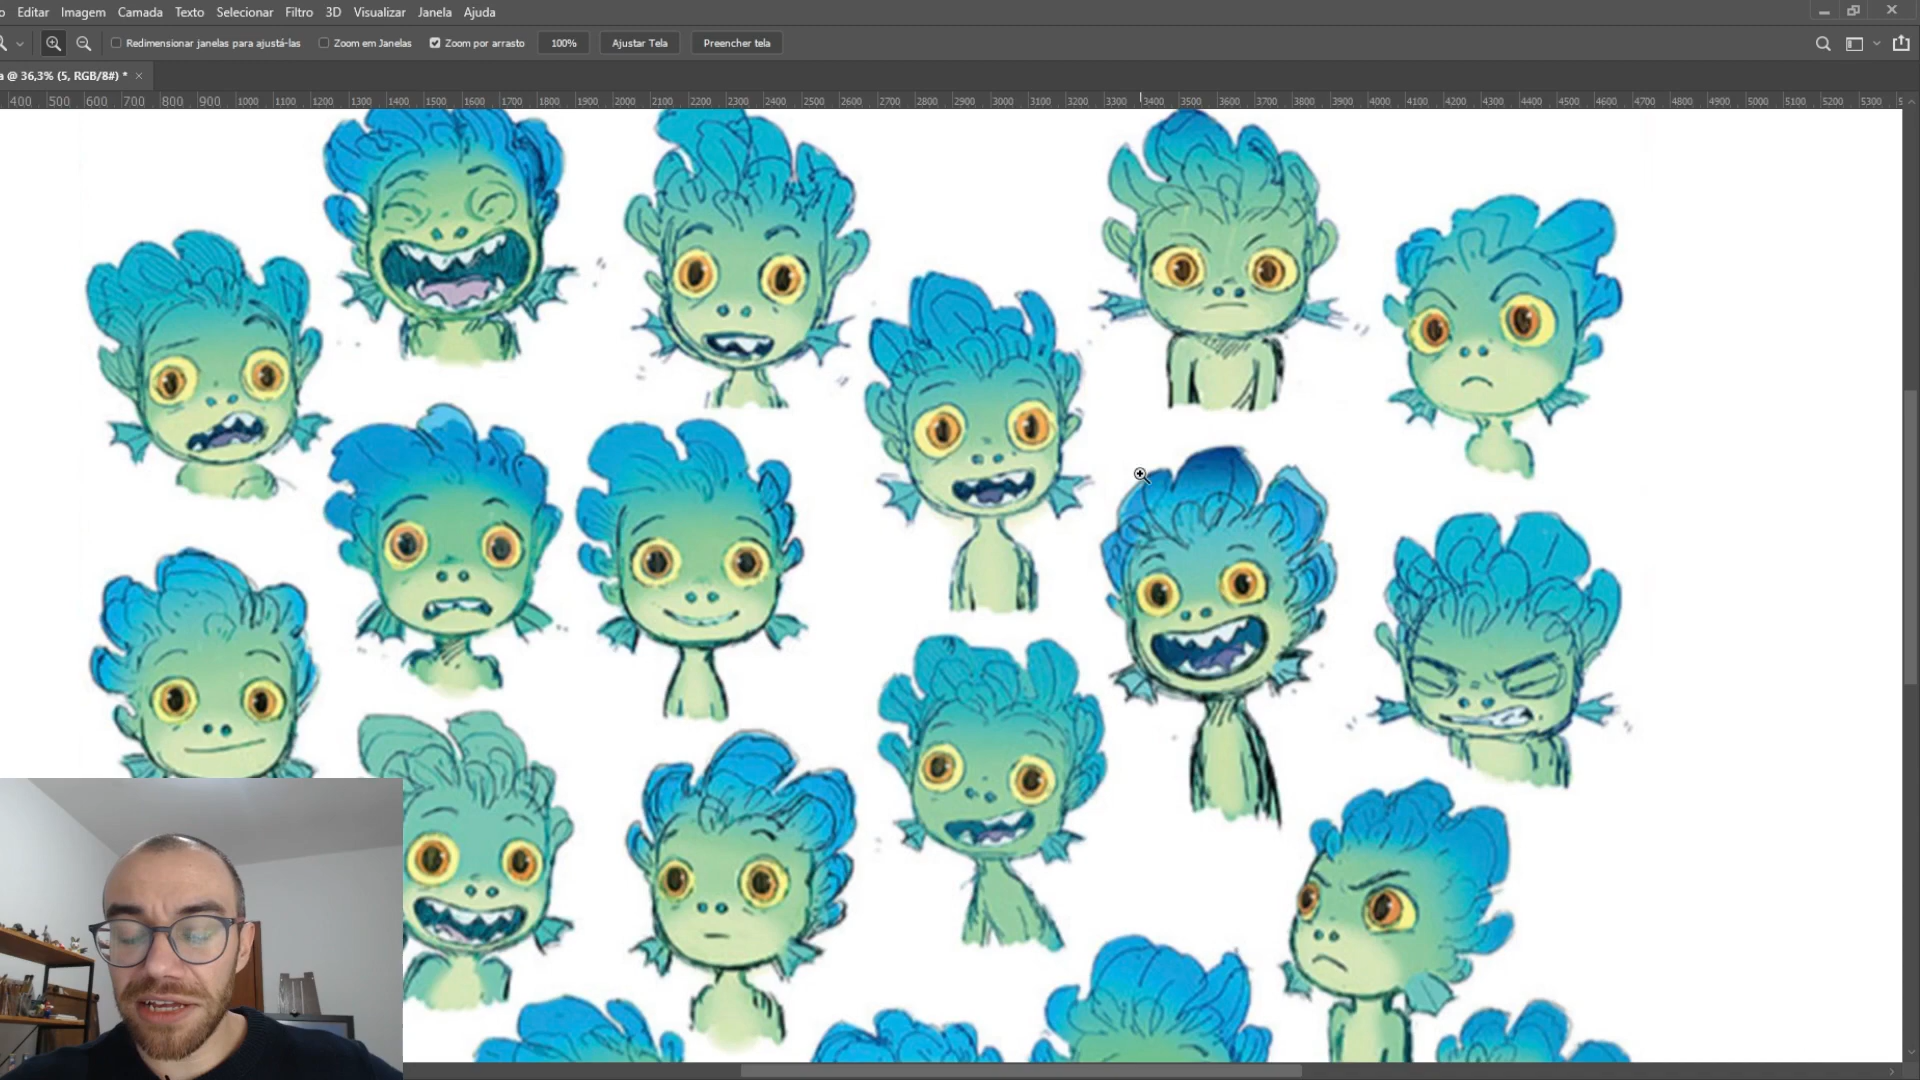 Editar Imagem Camada Texto Selecionar Filtro 3D Visualizar Janela Ajuda
Redimensionar janelas para ajustá-las Zoom em Janelas Zoom por arrasto 100% Ajustar Tela Preencher tela
a @ 36,3% (5, RGB/8#) *
400 500 600 700 800 900 1000 1100 1200 1300 1400 1500 1600 1700 1800 1900 2000 2100 2200 2300 2400 2500 2600 2700 2800 2900 3000 3100 3200 3300 3400 3500 3600 3700 3800 3900 4000 4100 4200 4300 4400 4500 4600 4700 4800 4900 5000 5100 5200 5300